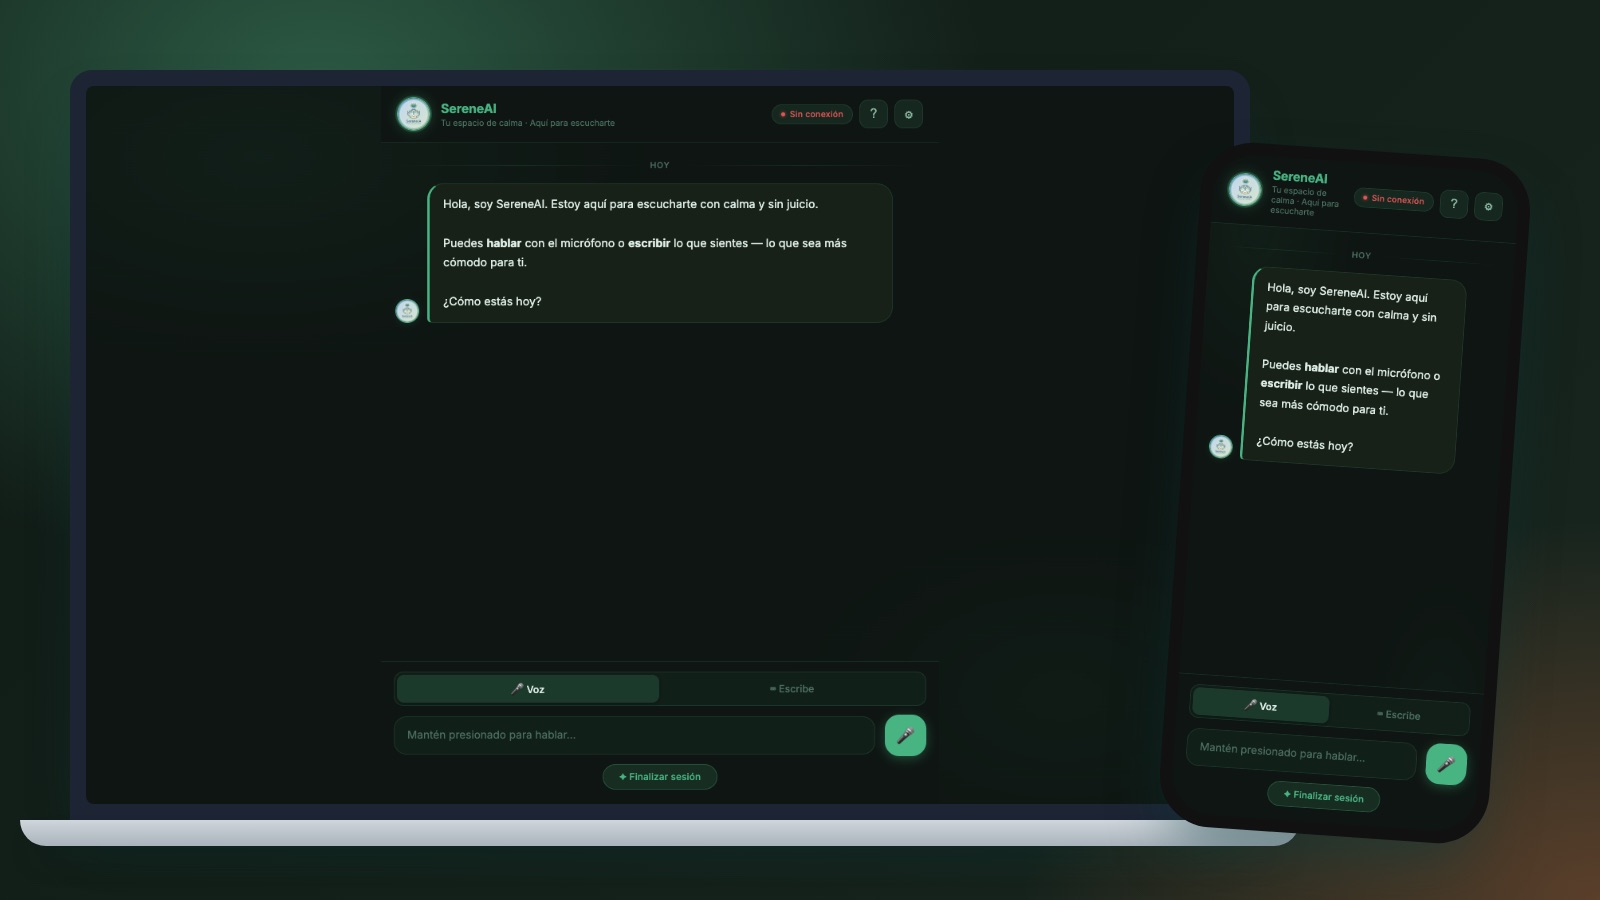 SereneAI
Tu espacio de calma · Aquí para escucharte
Sin conexión
?
HOY
Hola, soy SereneAI. Estoy aquí para escucharte con calma y sin juicio.
Puedes hablar con el micrófono o escribir lo que sientes — lo que sea más
cómodo para ti.
¿Cómo estás hoy?
Voz
Escribe
Mantén presionado para hablar...
✦ Finalizar sesión
SereneAI
Tu espacio de
calma · Aquí para
escucharte
Sin conexión
?
HOY
Hola, soy SereneAI. Estoy aquí
para escucharte con calma y sin
juicio.
Puedes hablar con el micrófono o
escribir lo que sientes — lo que
sea más cómodo para ti.
¿Cómo estás hoy?
Voz
Escribe
Mantén presionado para hablar...
✦ Finalizar sesión